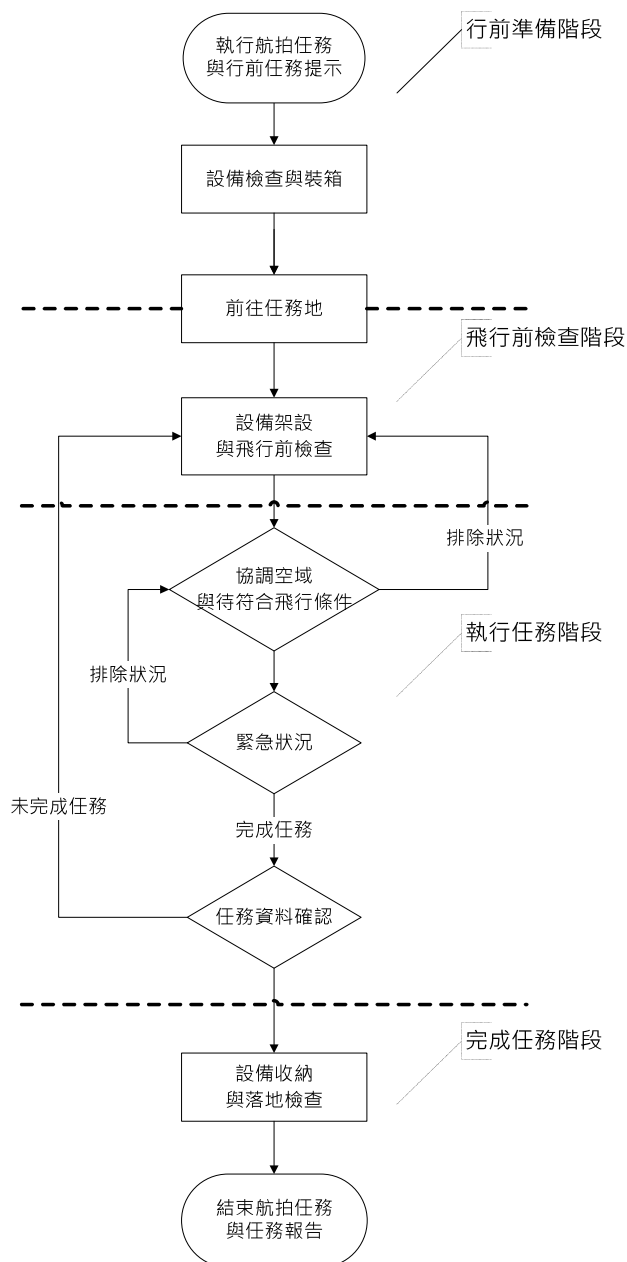 執行航拍任務
與行前任務提示
行前準備階段
設備檢查與裝箱
前往任務地
飛行前檢查階段
設備架設
與飛行前檢查
排除狀況
協調空域
與待符合飛行條件
執行任務階段
排除狀況
緊急狀況
未完成任務
完成任務
任務資料確認
完成任務階段
設備收納
與落地檢查
結束航拍任務
與任務報告